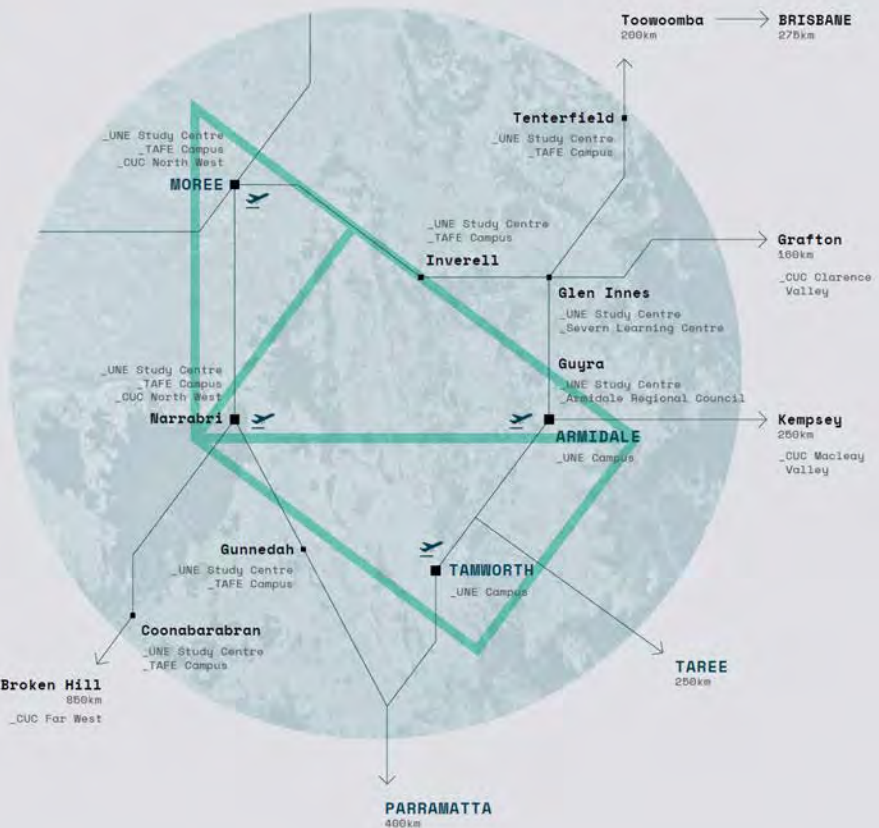 Toowoomba
200km
BRISBANE
275km
Tenterfield
_UNE Study Centre
_TAFE Campus
_UNE Study Centre
_TAFE Campus
_CUC North West
MOREE
_UNE Study Centre
_TAFE Campus
Inverell
Grafton
160km
_CUC Clarence
Valley
Glen Innes
_UNE Study Centre
_Severn Learning Centre
Guyra
_UNE Study Centre
_Armidale Regional Council
_UNE Study Centre
_TAFE Campus
_CUC North West
Narrabri
ARMIDALE
_UNE Campus
Kempsey
250km
_CUC Macleay
Valley
Gunnedah
_UNE Study Centre
_TAFE Campus
TAMWORTH
_UNE Campus
Coonabarabran
_UNE Study Centre
_TAFE Campus
Broken Hill
850km
_CUC Far West
TAREE
250km
PARRAMATTA
400km